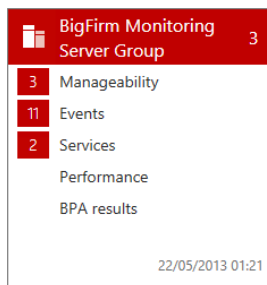 BigFirm Monitoring
Server Group 3
3 Manageability
11 Events
2 Services
Performance
BPA results
22/05/2013 01:21